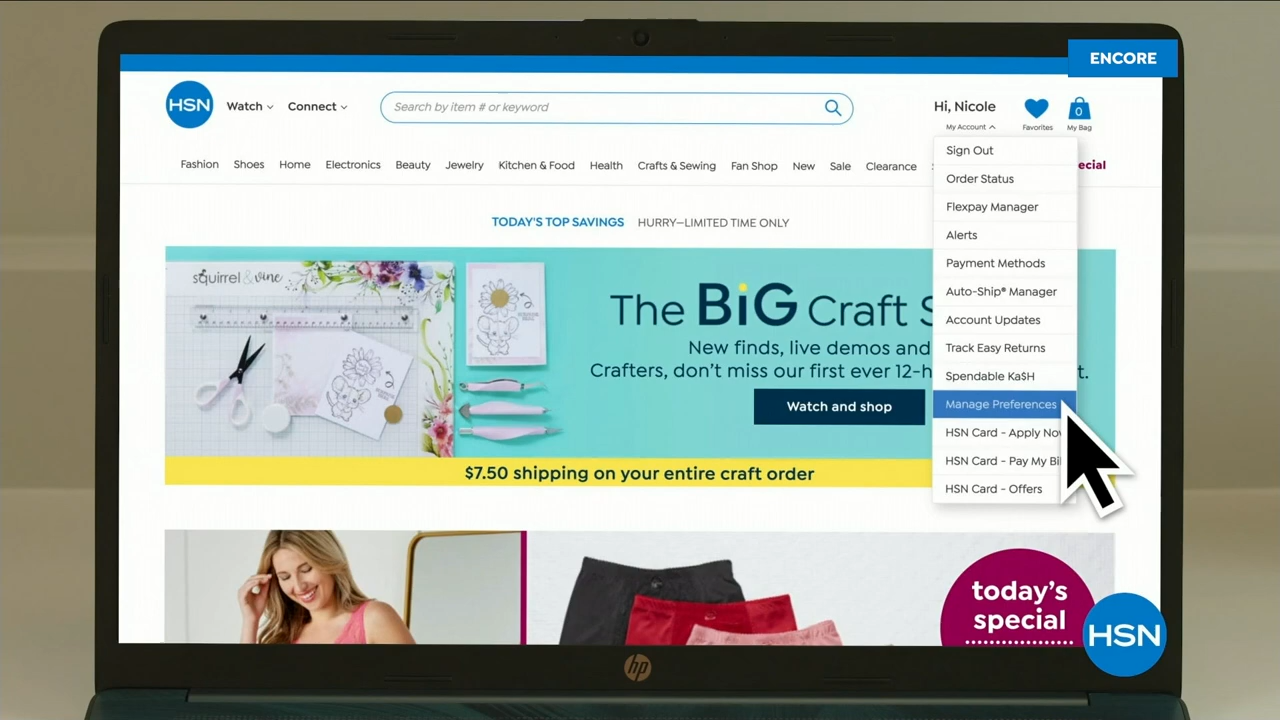 ENCORE
HSN
Watch
Connect
Search by item # or keyword
Hi, Nicole
My Account
Favorites
0
My Bag
Fashion
Shoes
Home
Electronics
Beauty
Jewelry
Kitchen & Food
Health
Crafts & Sewing
Fan Shop
New
Sale
Clearance
ecial
Sign Out
Order Status
Flexpay Manager
Alerts
Payment Methods
Auto-Ship® Manager
Account Updates
Track Easy Returns
Spendable Ka$H
Manage Preferences
HSN Card - Apply Now
HSN Card - Pay My Bi
HSN Card - Offers
TODAY'S TOP SAVINGS HURRY—LIMITED TIME ONLY
squirrel & vine
The BiG Craft S
New finds, live demos and
Crafters, don't miss our first ever 12-h t.
Watch and shop
$7.50 shipping on your entire craft order
today's
special
HSN
hp